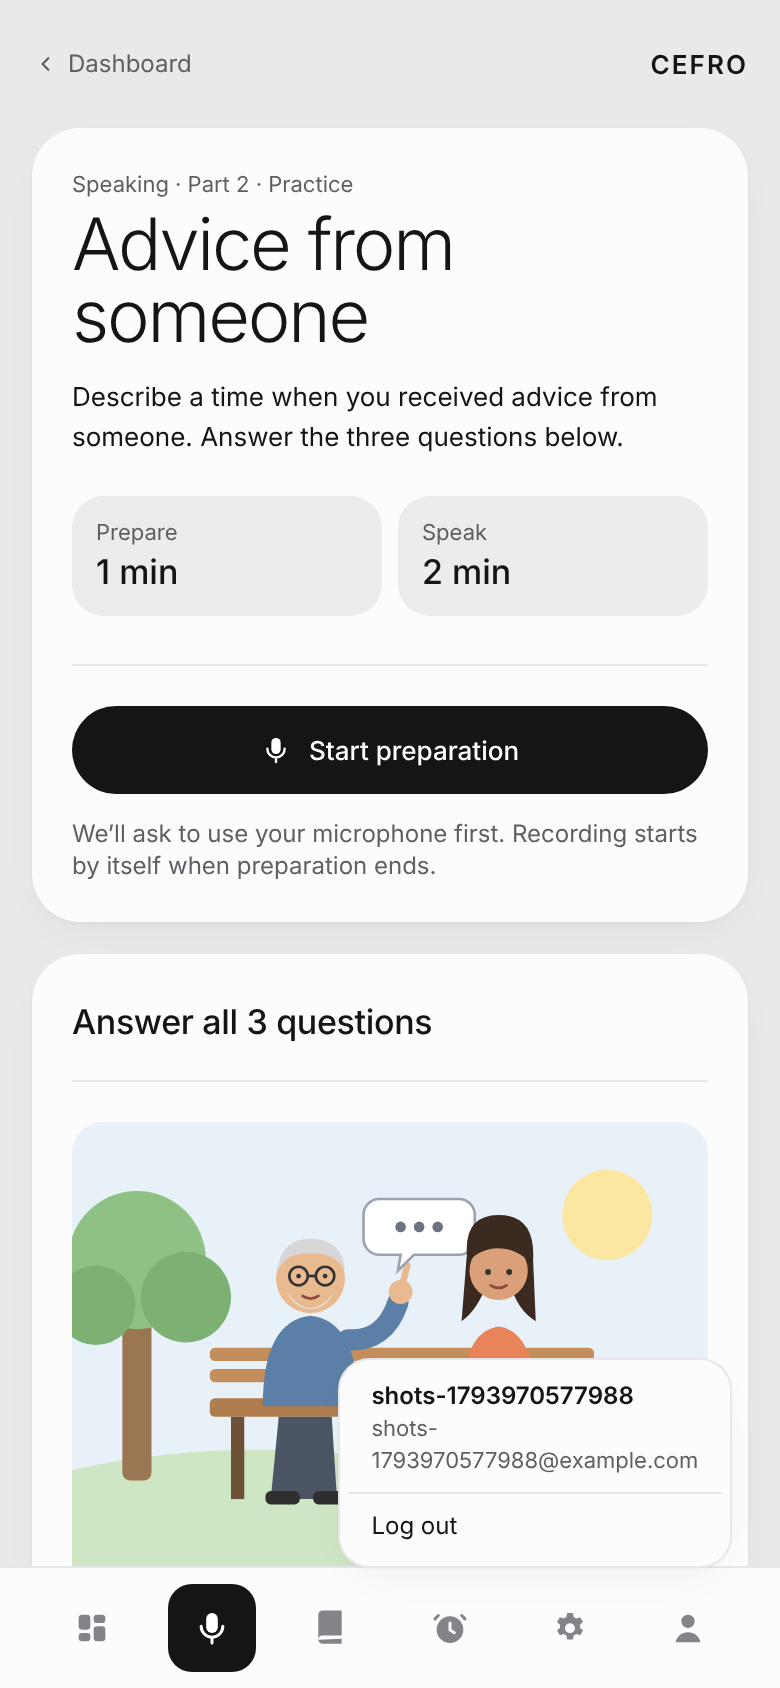 Dashboard
CEFRO
Speaking · Part 2 · Practice
Advice from
someone
Describe a time when you received advice from
someone. Answer the three questions below.
Prepare
1 min
Speak
2 min
Start preparation
We’ll ask to use your microphone first. Recording starts
by itself when preparation ends.
Answer all 3 questions
shots-1793970577988
shots-
1793970577988@example.com
Log out